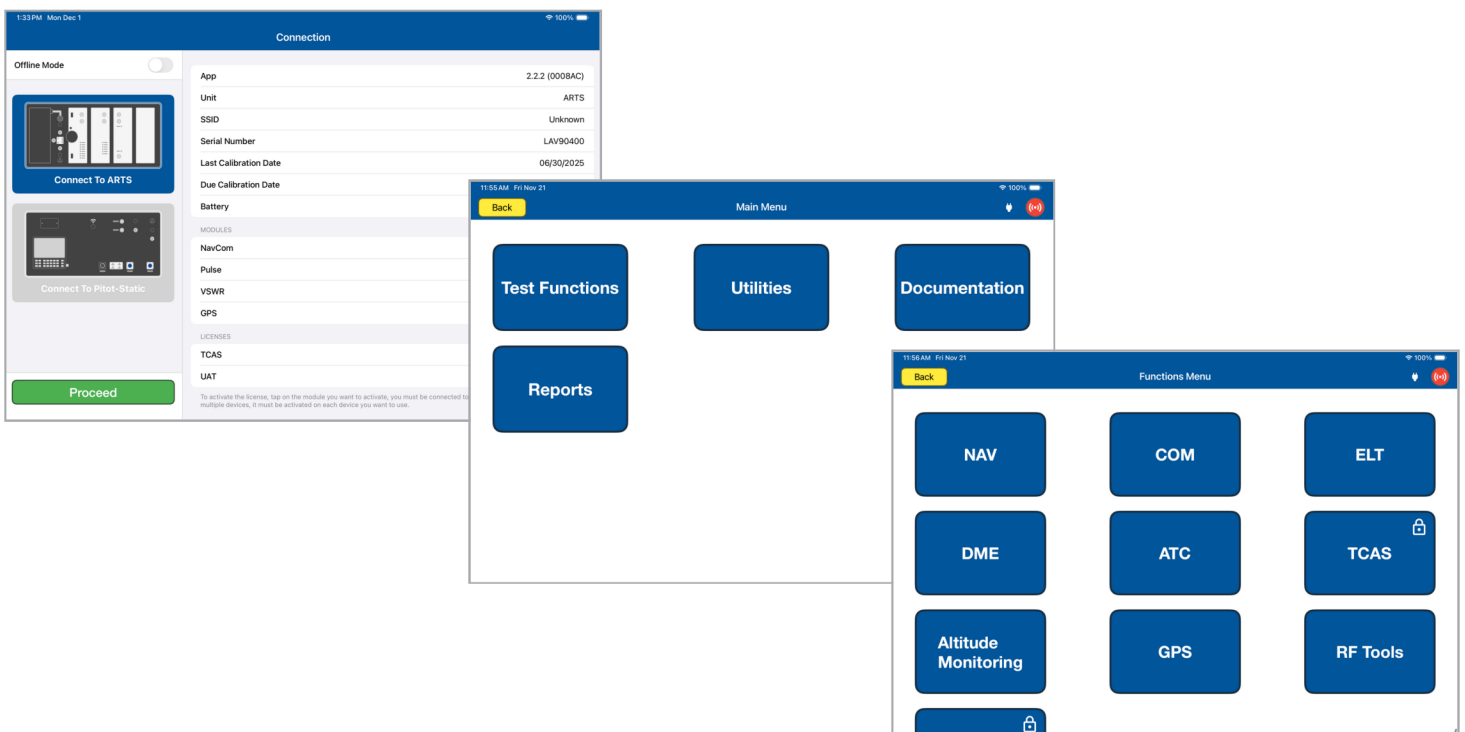 1:33 PM Mon Dec 1
100%
Connection
Offline Mode
Connect To ARTS
Connect To Pitot-Static
Proceed
App 2.2.2 (0008AC)
Unit ARTS
SSID Unknown
Serial Number LAV90400
Last Calibration Date 06/30/2025
Due Calibration Date
Battery
MODULES
NavCom
Pulse
VSWR
GPS
LICENSES
TCAS
UAT
To activate the license, tap on the module you want to activate, you must be connected to
multiple devices, it must be activated on each device you want to use.
11:55 AM Fri Nov 21
100%
Back
Main Menu
Test Functions
Utilities
Documentation
Reports
11:56 AM Fri Nov 21
100%
Back
Functions Menu
NAV
COM
ELT
DME
ATC
TCAS
Altitude
Monitoring
GPS
RF Tools